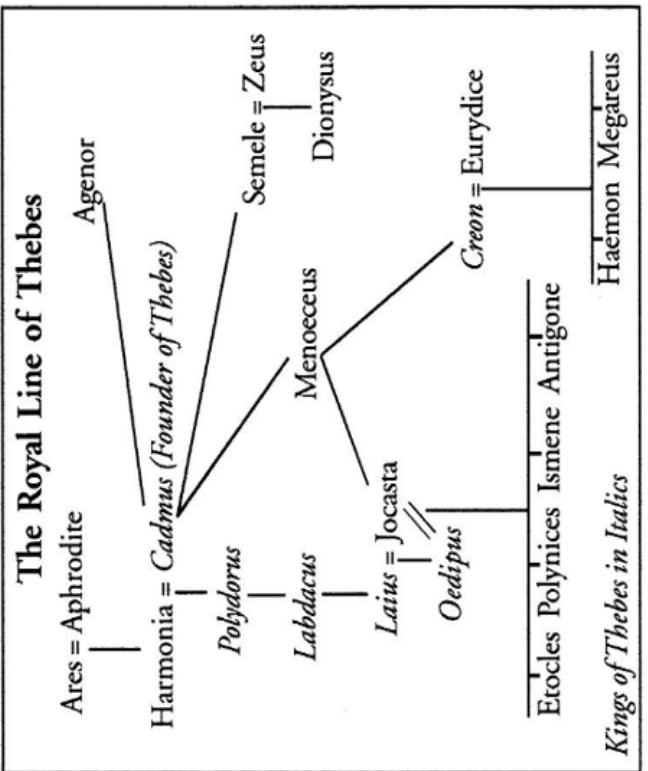 The Royal Line of Thebes
Ares = Aphrodite
Agenor
Harmonia = Cadmus (Founder of Thebes)
Semele = Zeus
Polydorus
Dionysus
Labdacus
Menoeceus
Laius = Jocasta
Creon = Eurydice
Oedipus
Etocles Polynices Ismene Antigone
Haemon Megareus
Kings of Thebes in Italics